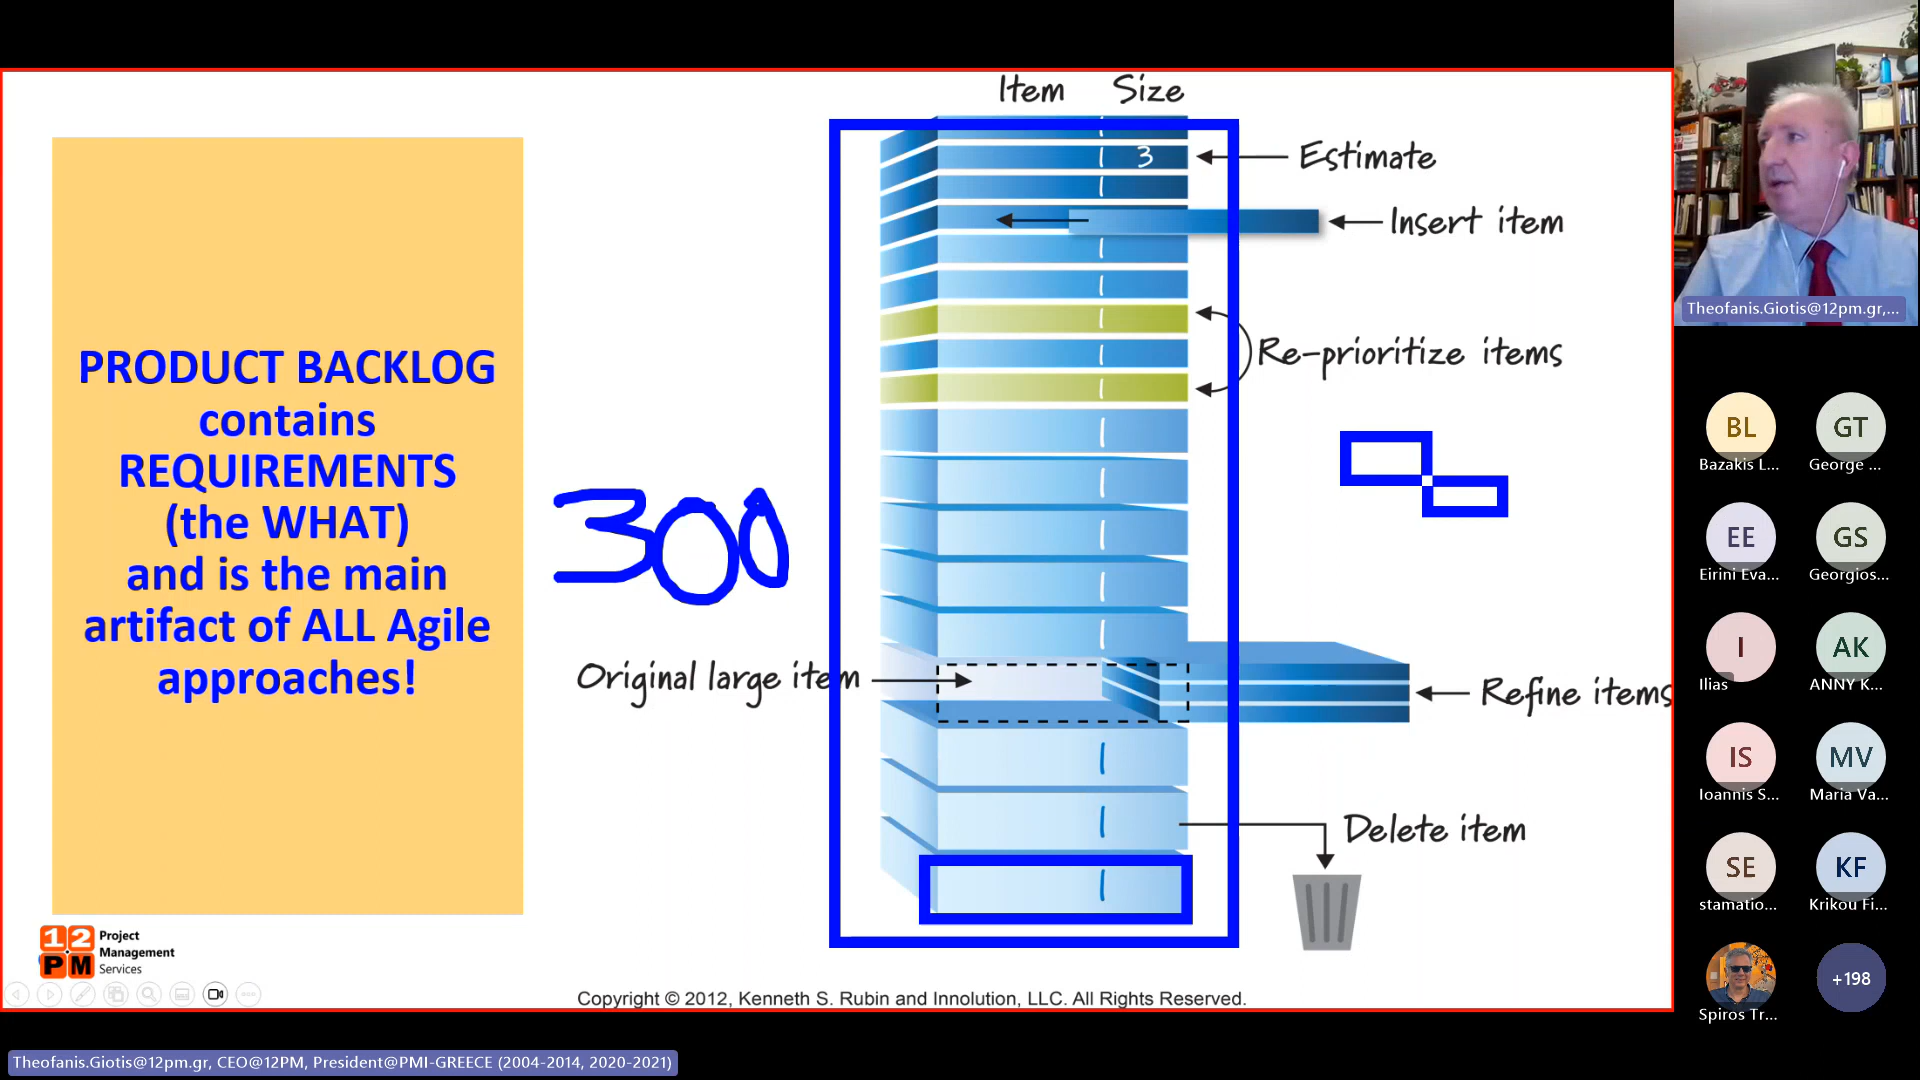 Item Size
3
Estimate
Insert item
Re-prioritize items
PRODUCT BACKLOG
contains
REQUIREMENTS
(the WHAT)
and is the main
artifact of ALL Agile
approaches!
300
Original large item
Refine items
Delete item
12
PM
Project
Management
Services
Copyright © 2012, Kenneth S. Rubin and Innolution, LLC. All Rights Reserved.
Theofanis.Giotis@12pm.gr, CEO@12PM, President@PMI-GREECE (2004-2014, 2020-2021)
Theofanis.Giotis@12pm.gr,...
BL
Bazakis L...
GT
George ...
EE
Eirini Eva...
GS
Georgios...
I
Ilias
AK
ANNY K...
IS
Ioannis S...
MV
Maria Va...
SE
stamatio...
KF
Krikou Fi...
Spiros Tr...
+198